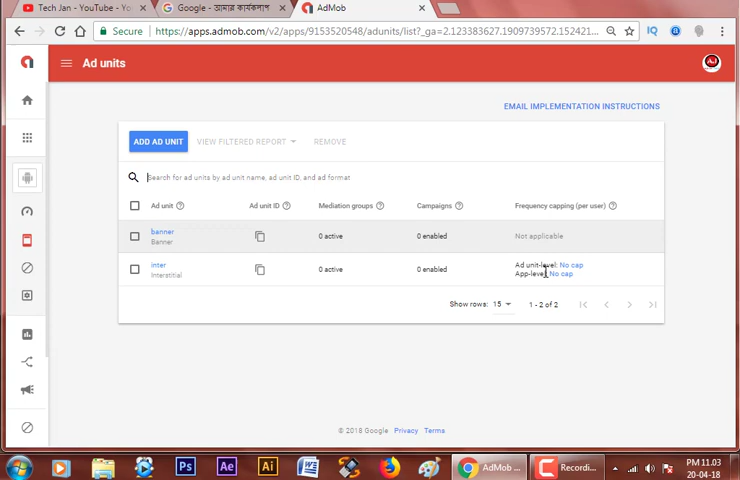 Tech Jan - YouTube - You
Google - আমার কার্যকলাপ
AdMob
Secure
https://apps.admob.com/v2/apps/9153520548/adunits/list?_ga=2.123383627.1909739572.152421...
Ad units
EMAIL IMPLEMENTATION INSTRUCTIONS
ADD AD UNIT
VIEW FILTERED REPORT
REMOVE
Search for ad units by ad unit name, ad unit ID, and ad format
Ad unit
Ad unit ID
Mediation groups
Campaigns
Frequency capping (per user)
banner
Banner
0 active
0 enabled
Not applicable
inter
Interstitial
0 active
0 enabled
Ad unit-level: No cap
App-level: No cap
Show rows: 15
1 - 2 of 2
© 2018 Google Privacy Terms
Ps
Ae
Ai
AdMob ...
Recordi...
PM 11.03
20-04-18